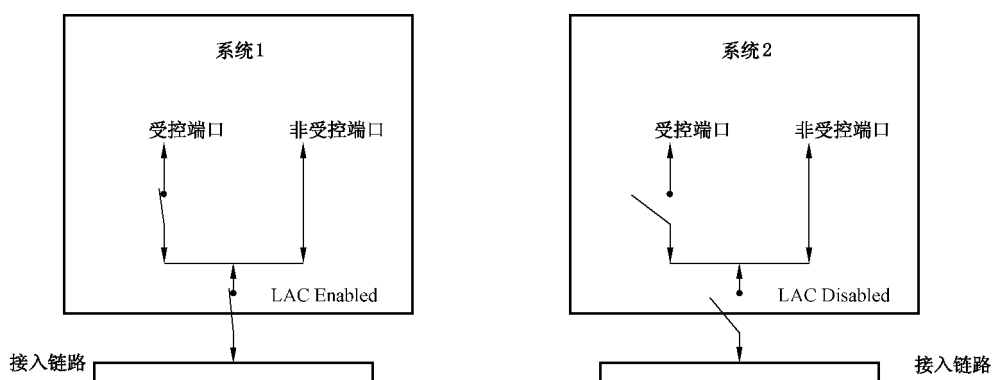 系统1
系统2
受控端口
非受控端口
受控端口
非受控端口
LAC Enabled
LAC Disabled
接入链路
接入链路